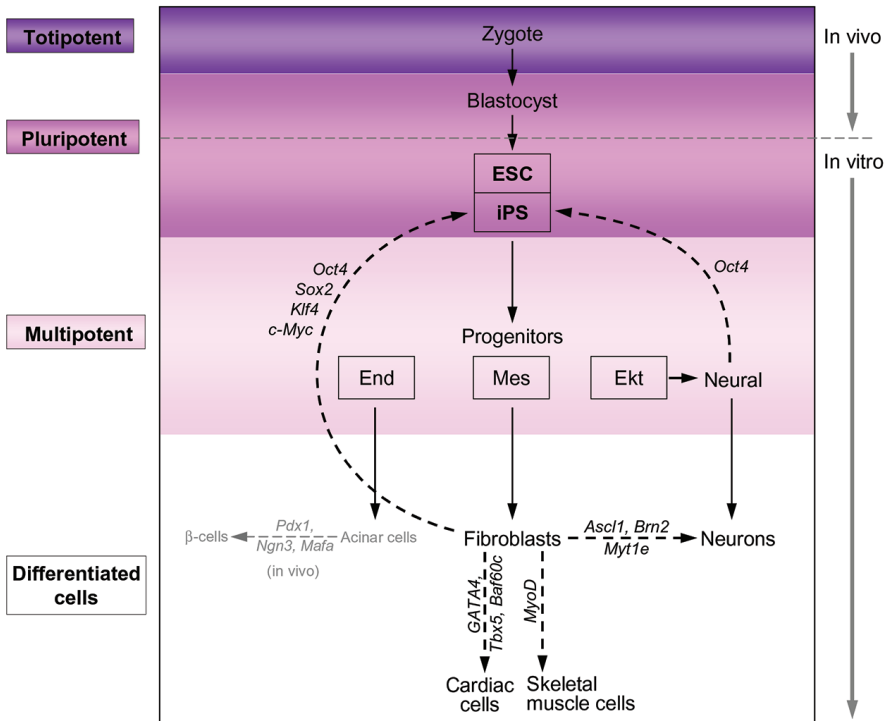 Totipotent
Zygote
In vivo
Blastocyst
Pluripotent
In vitro
ESC
iPS
Oct4
Sox2
Klf4
c-Myc
Oct4
Multipotent
Progenitors
End
Mes
Ekt
Neural
β-cells
Pdx1,
Ngn3, Mafa
(in vivo)
Acinar cells
Fibroblasts
Ascl1, Brn2
Myt1e
Neurons
Differentiated
cells
GATA4,
Tbx5, Baf60c
MyoD
Cardiac
cells
Skeletal
muscle cells